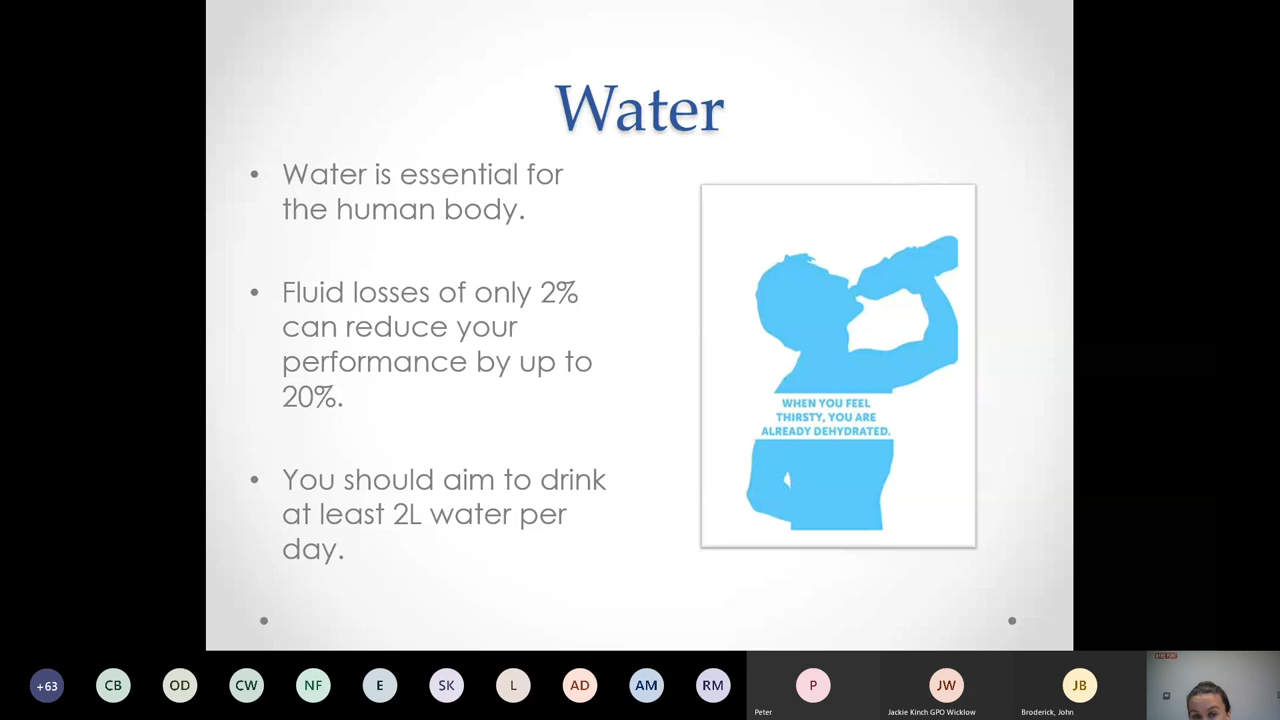 Water
• Water is essential for
the human body.
• Fluid losses of only 2%
can reduce your
performance by up to
20%.
• You should aim to drink
at least 2L water per
day.
WHEN YOU FEEL
THIRSTY, YOU ARE
ALREADY DEHYDRATED.
+63 CB OD CW NF E SK L AD AM RM P JW JB
Peter Jackie Kinch GPO Wicklow Broderick, John